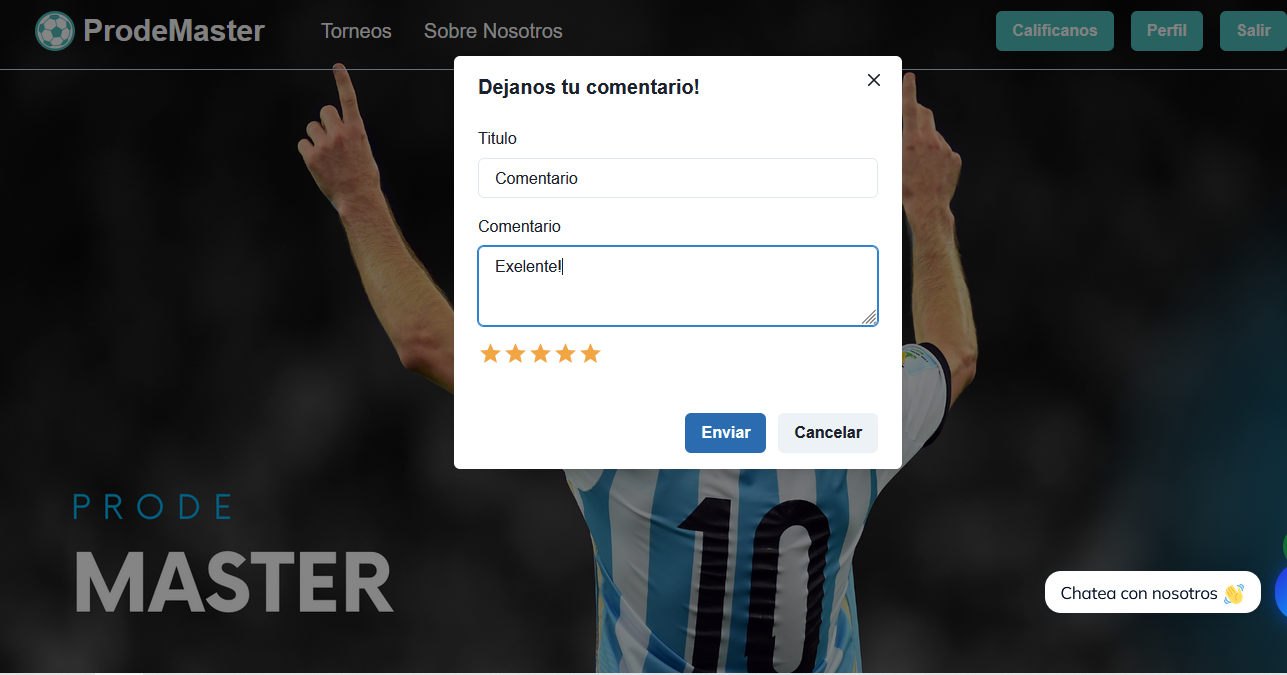 ProdeMaster Torneos Sobre Nosotros Calificanos Perfil Salir
Dejanos tu comentario!
Titulo
Comentario
Comentario
Exelente!
Enviar Cancelar
PRODE
MASTER
10
Chatea con nosotros 👋